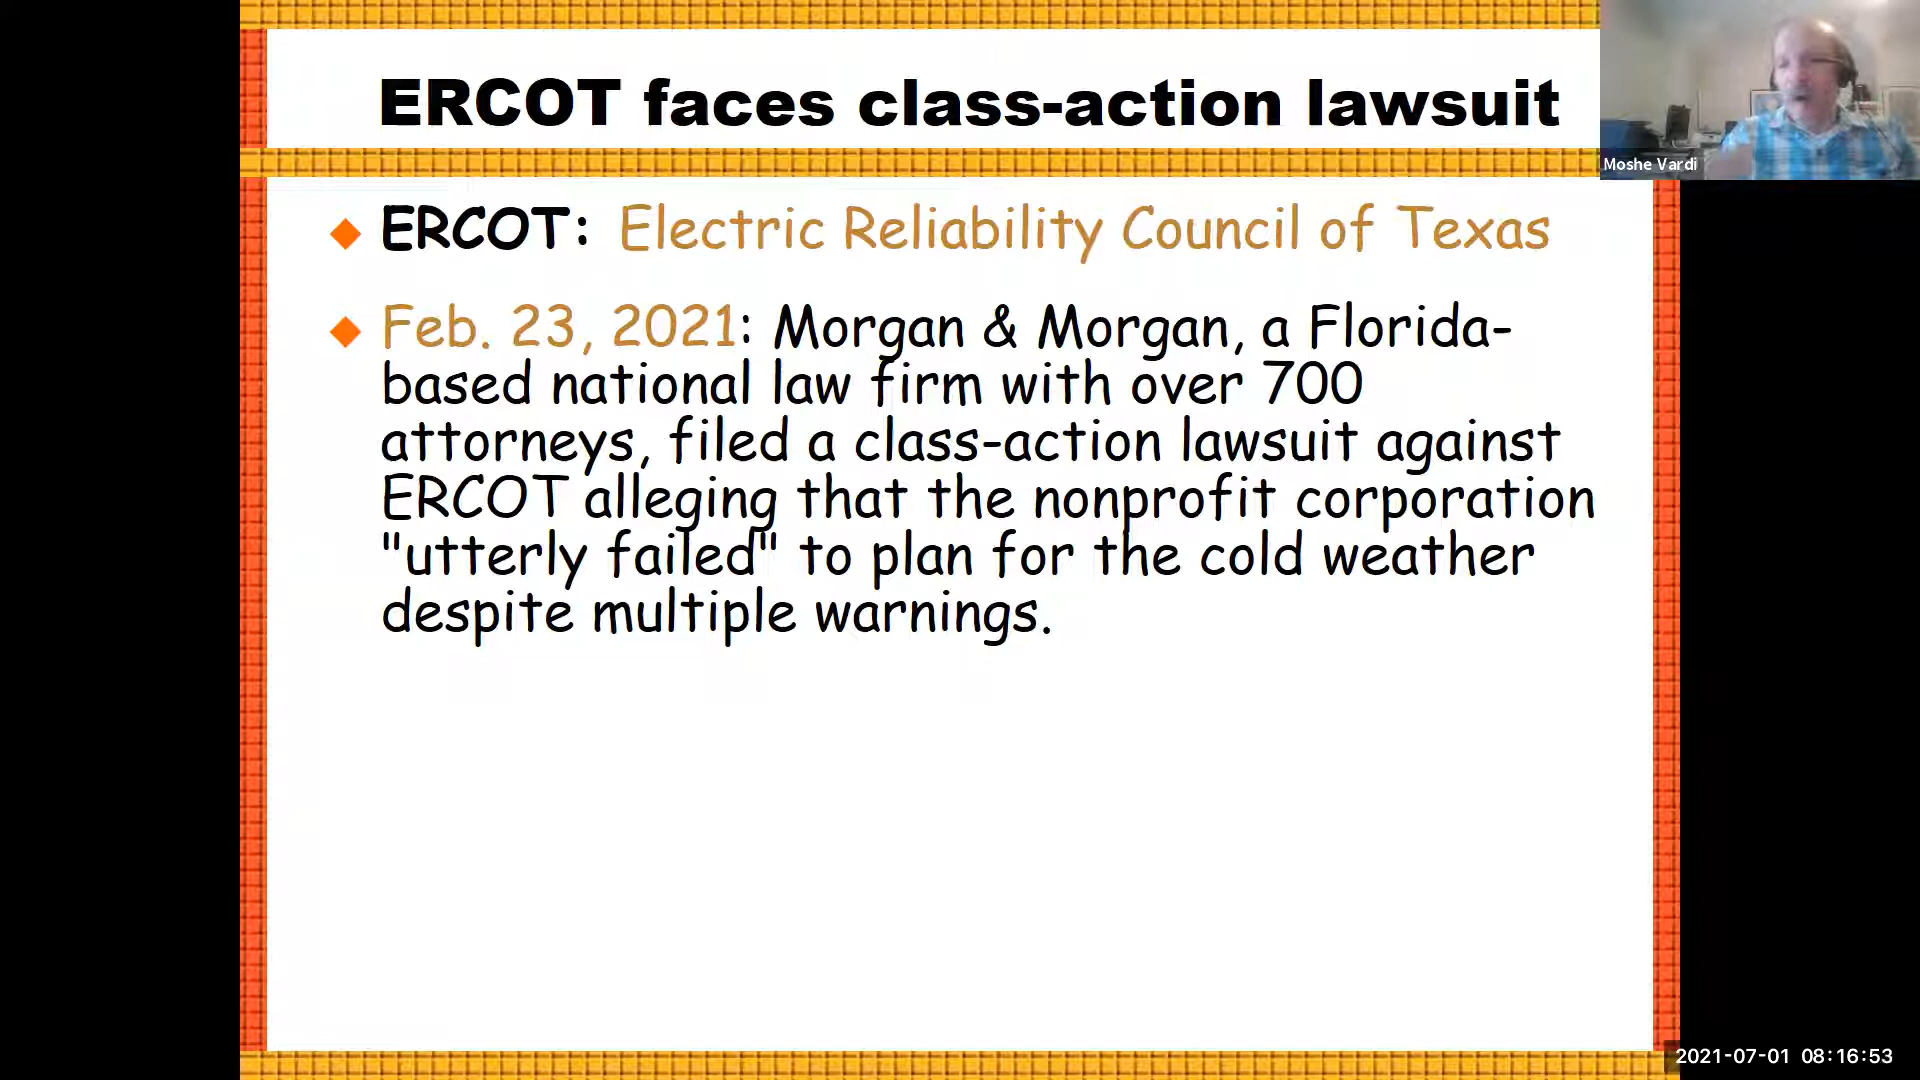 ERCOT faces class-action lawsuit
Moshe Vardi
ERCOT: Electric Reliability Council of Texas
Feb. 23, 2021: Morgan & Morgan, a Florida-
based national law firm with over 700
attorneys, filed a class-action lawsuit against
ERCOT alleging that the nonprofit corporation
"utterly failed" to plan for the cold weather
despite multiple warnings.
2021-07-01 08:16:53